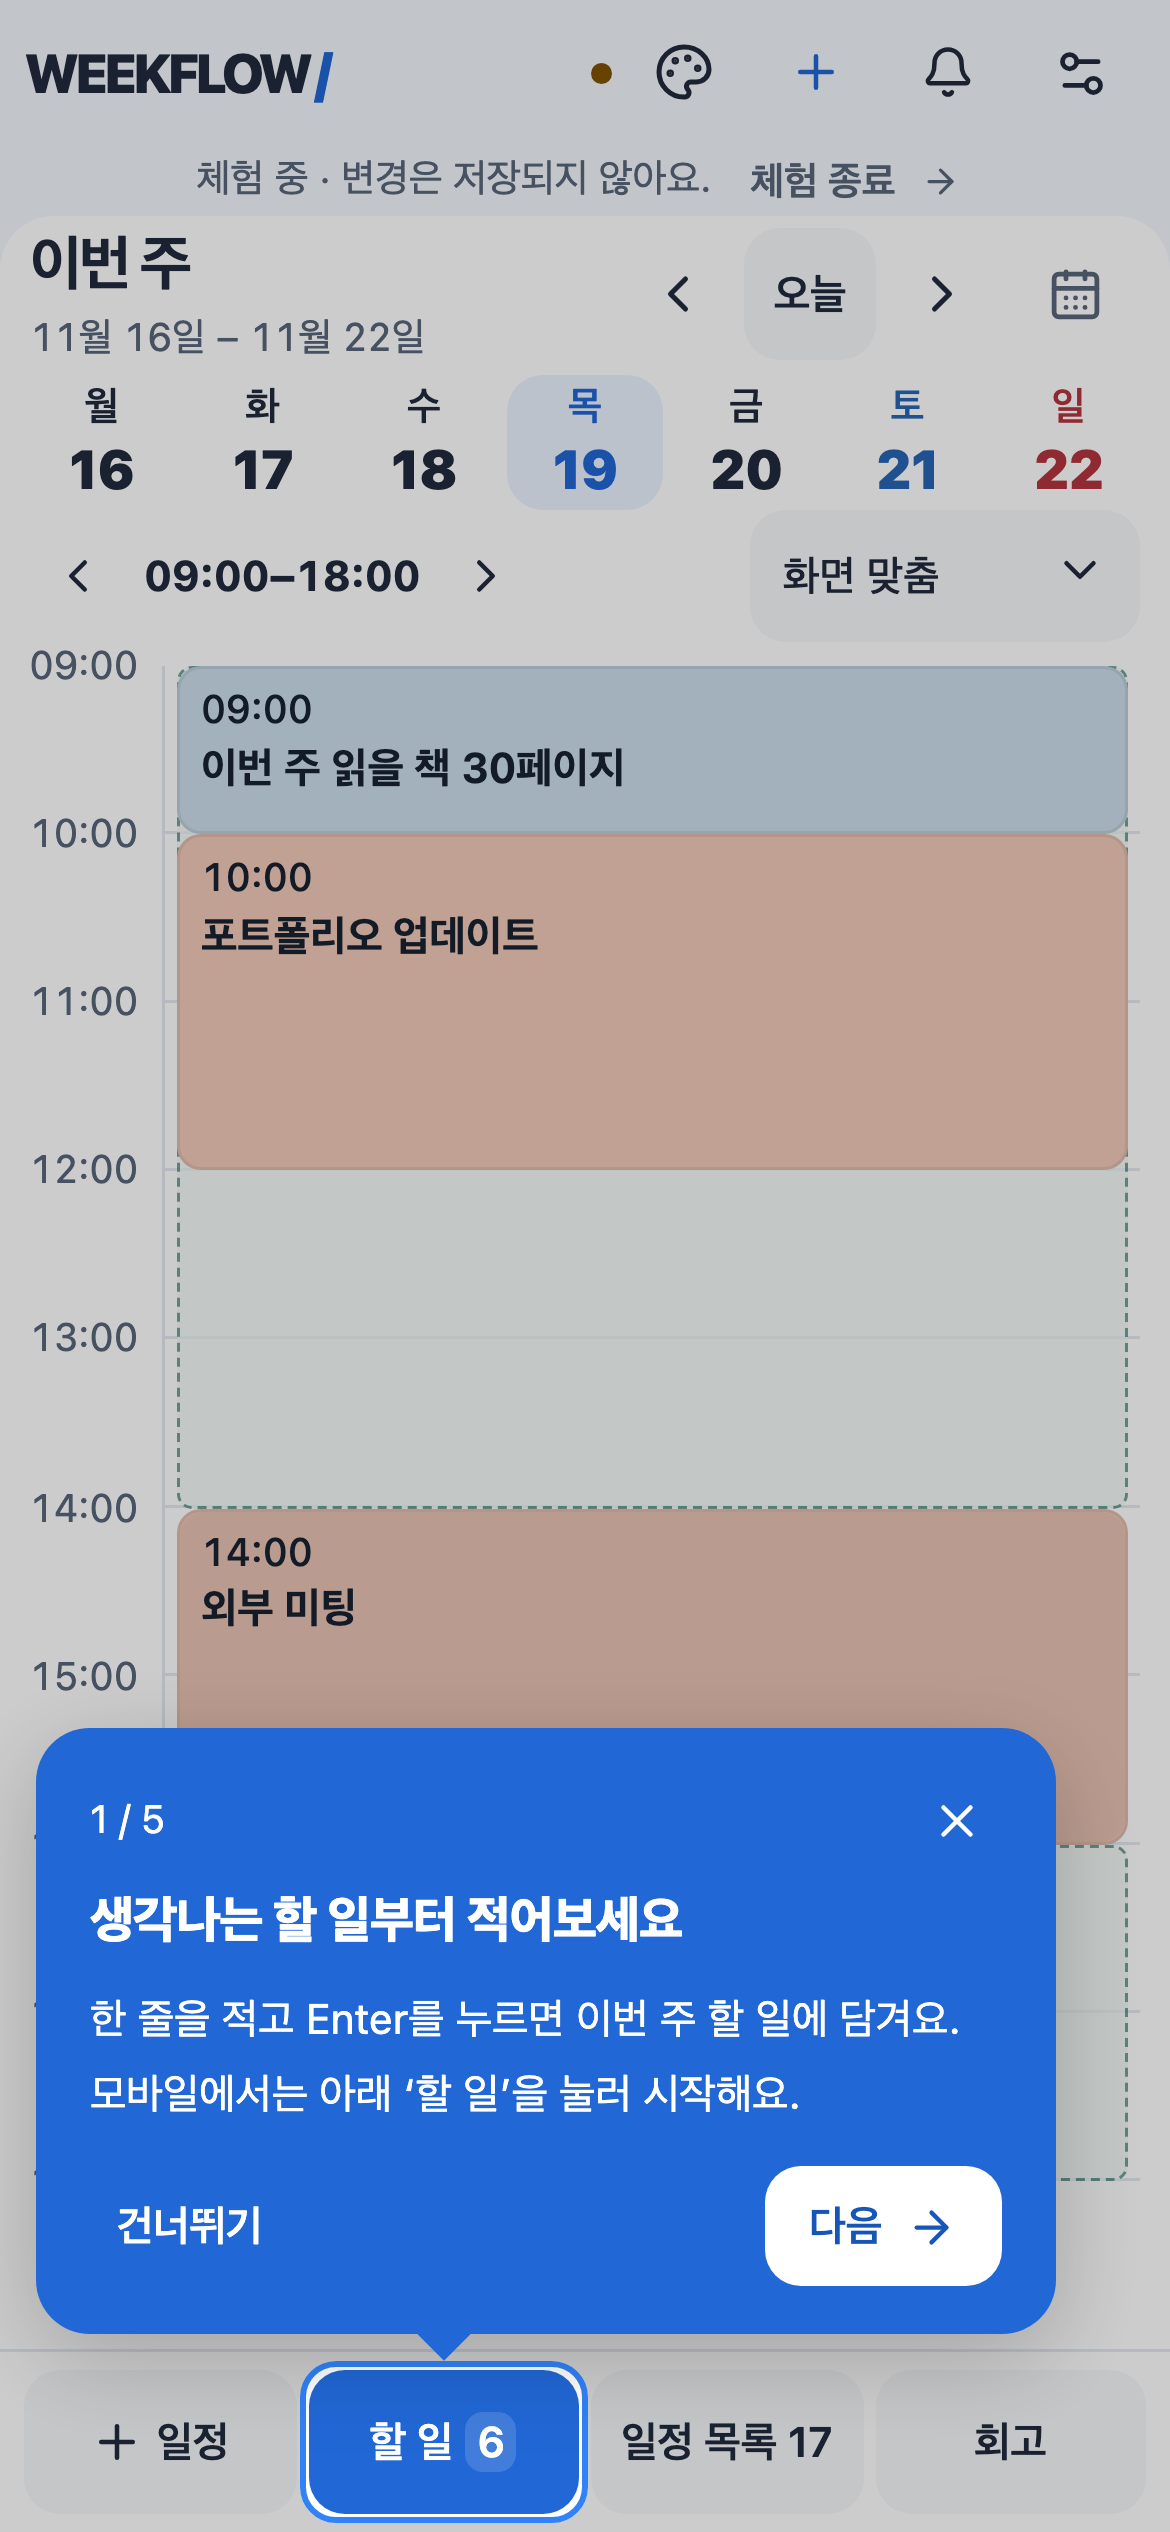 WEEKFLOW/
체험 중 · 변경은 저장되지 않아요. 체험 종료 →
이번 주
오늘
11월 16일 – 11월 22일
월 화 수 목 금 토 일
16 17 18 19 20 21 22
09:00–18:00 화면 맞춤
09:00
09:00
이번 주 읽을 책 30페이지
10:00
10:00
포트폴리오 업데이트
11:00
12:00
13:00
14:00
14:00
외부 미팅
15:00
1 / 5
생각나는 할 일부터 적어보세요
한 줄을 적고 Enter를 누르면 이번 주 할 일에 담겨요.
모바일에서는 아래 ‘할 일’을 눌러 시작해요.
건너뛰기 다음 →
+ 일정 할 일 6 일정 목록 17 회고